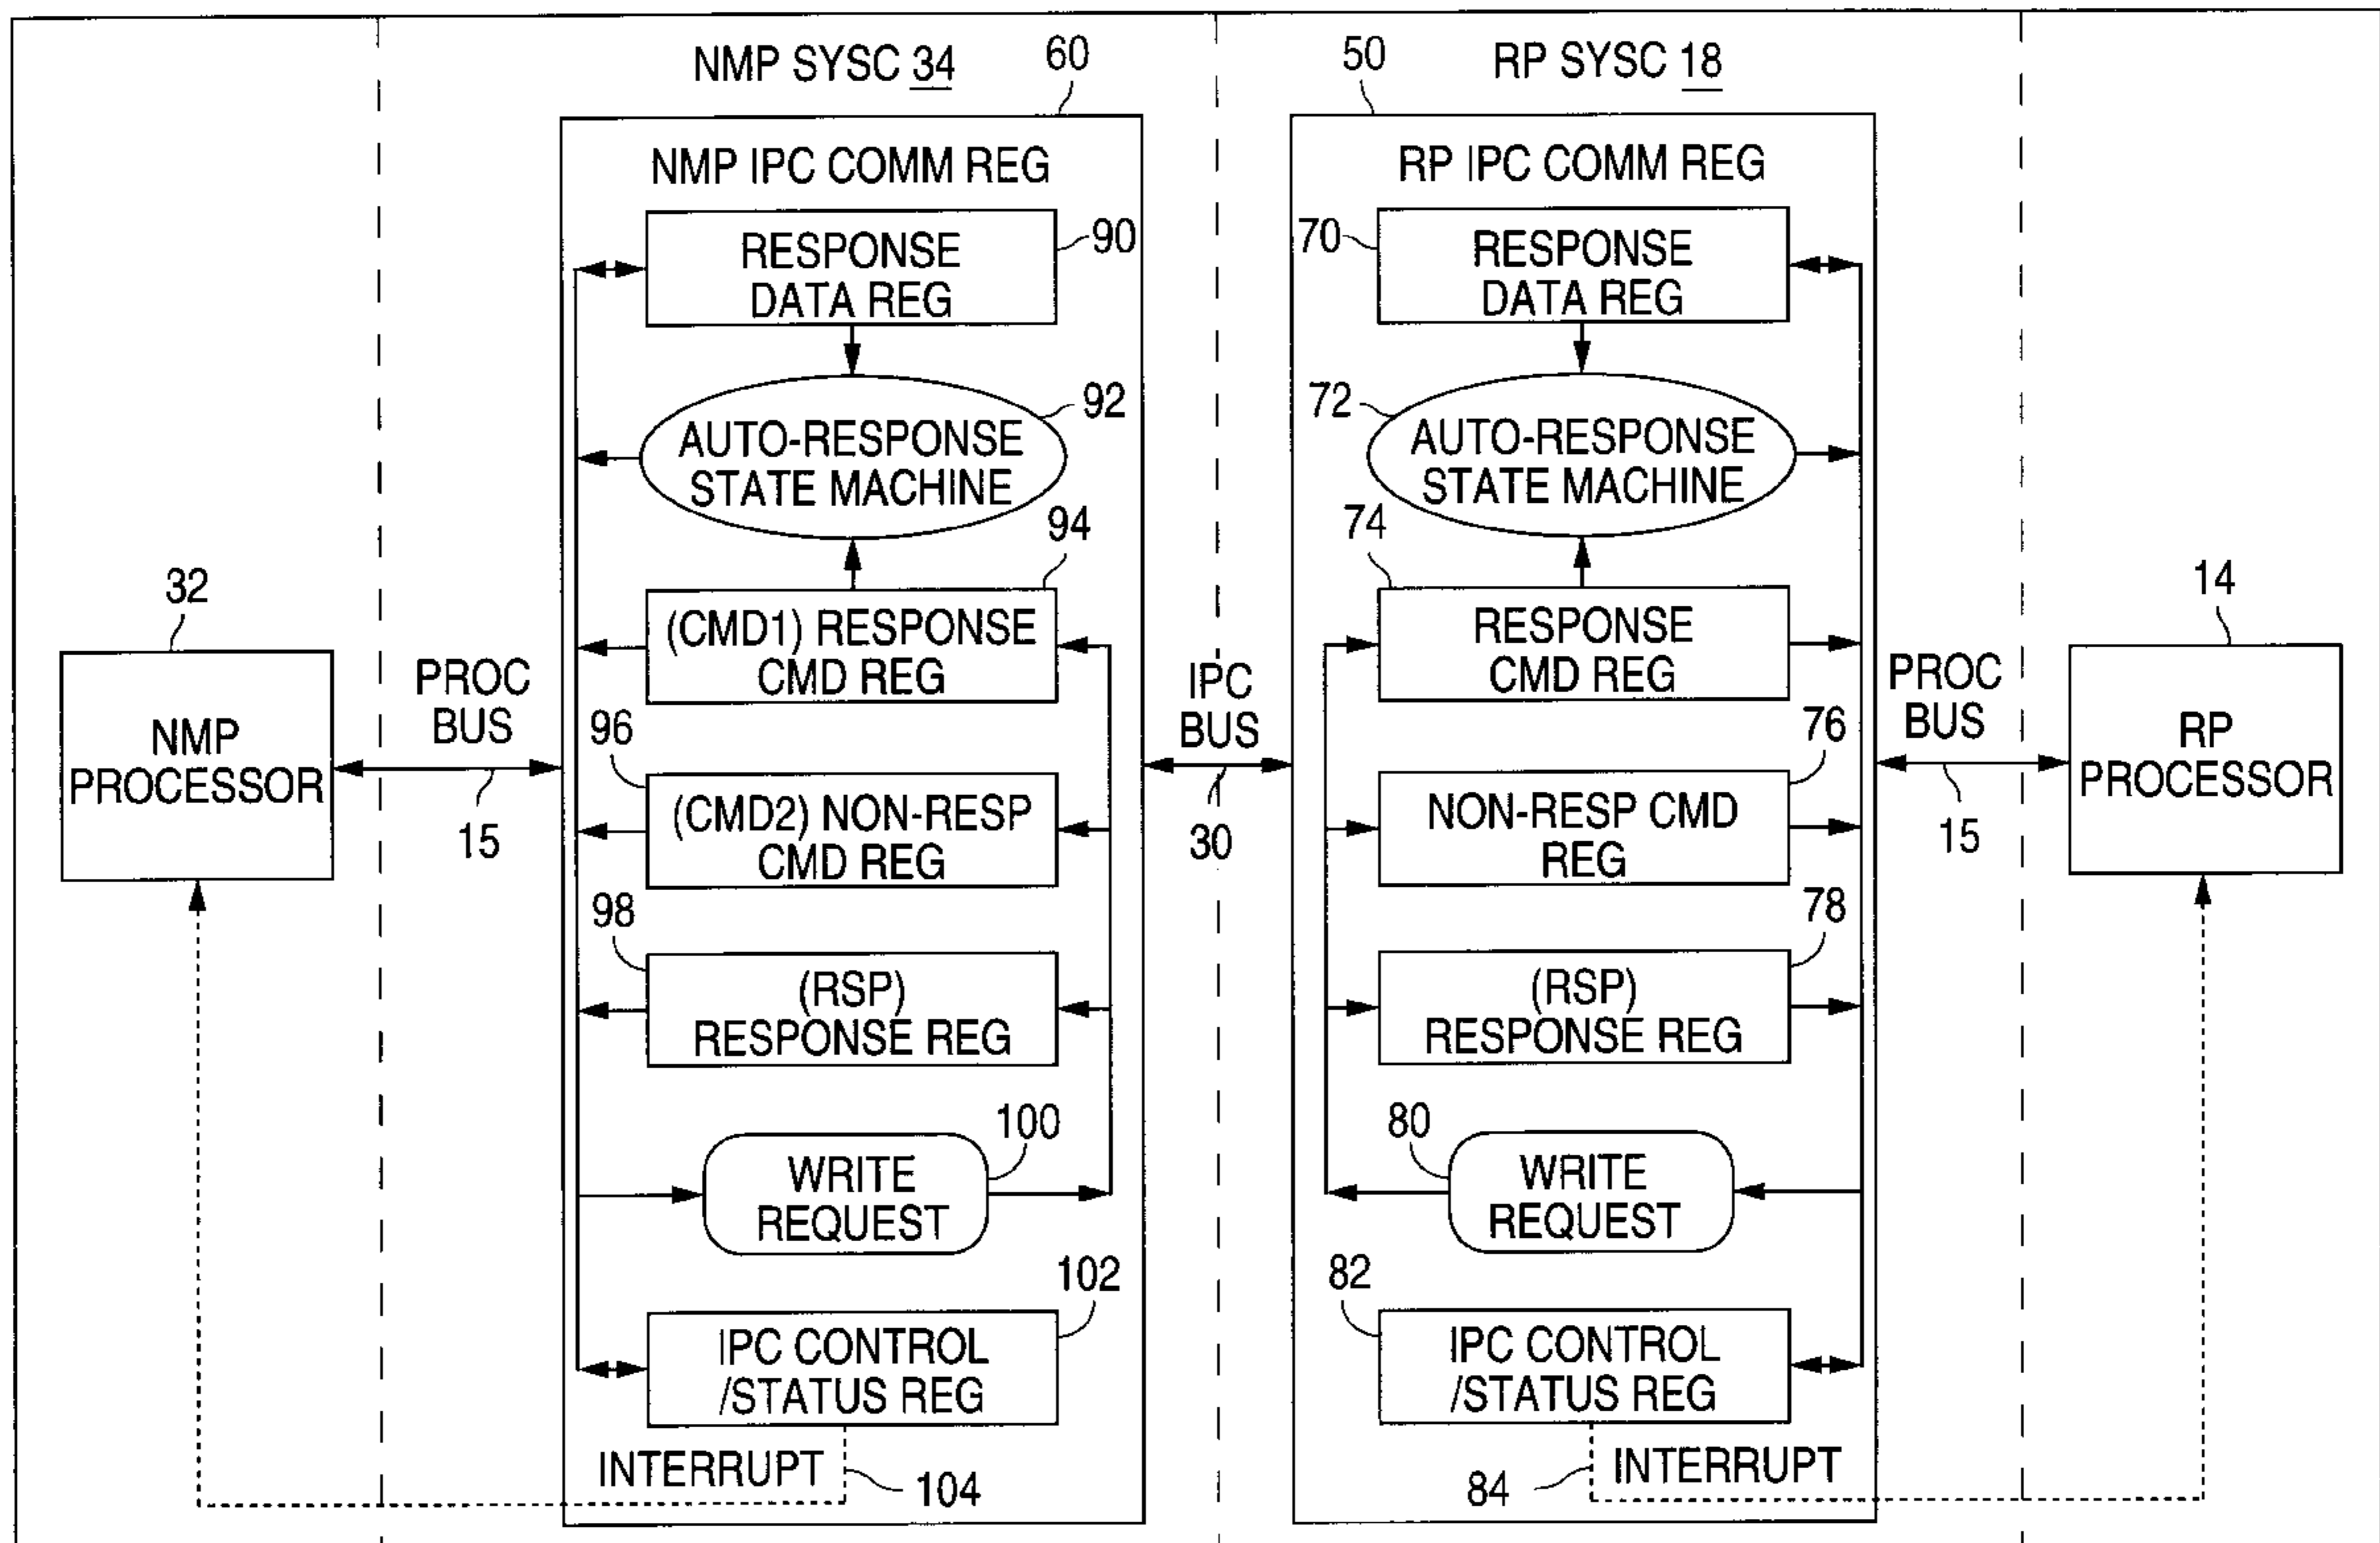 NMP SYSC 34
60
50
RP SYSC 18
NMP IPC COMM REG
RESPONSE
DATA REG
90
AUTO-RESPONSE
STATE MACHINE
92
94
(CMD1) RESPONSE
CMD REG
96
(CMD2) NON-RESP
CMD REG
98
(RSP)
RESPONSE REG
100
WRITE
REQUEST
102
IPC CONTROL
/STATUS REG
INTERRUPT
104
32
NMP
PROCESSOR
PROC
BUS
15
IPC
BUS
30
RP IPC COMM REG
70
RESPONSE
DATA REG
72
AUTO-RESPONSE
STATE MACHINE
74
RESPONSE
CMD REG
76
NON-RESP CMD
REG
78
(RSP)
RESPONSE REG
80
WRITE
REQUEST
82
IPC CONTROL
/STATUS REG
84
INTERRUPT
PROC
BUS
15
14
RP
PROCESSOR